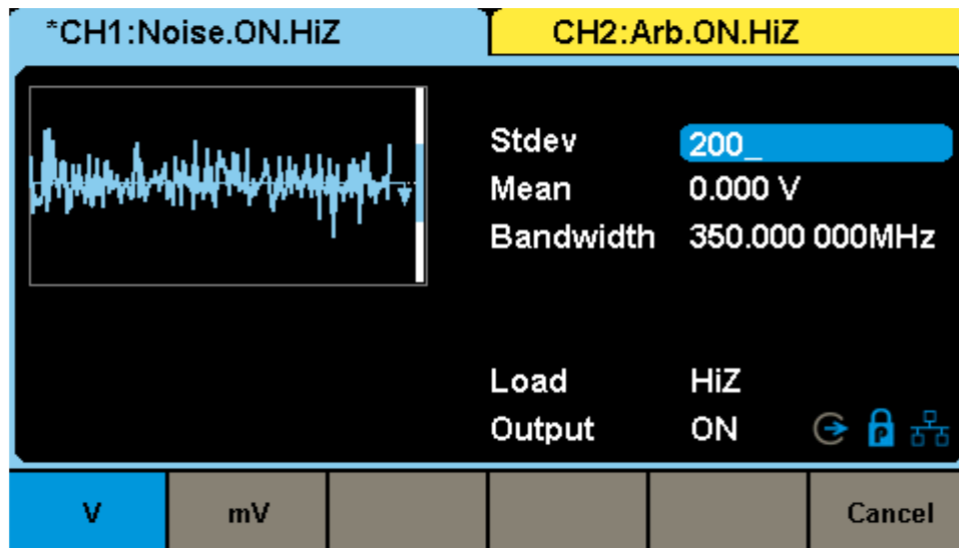 *CH1:Noise.ON.HiZ
CH2:Arb.ON.HiZ
Stdev 200_
Mean 0.000 V
Bandwidth 350.000 000MHz
Load HiZ
Output ON P
V mV Cancel